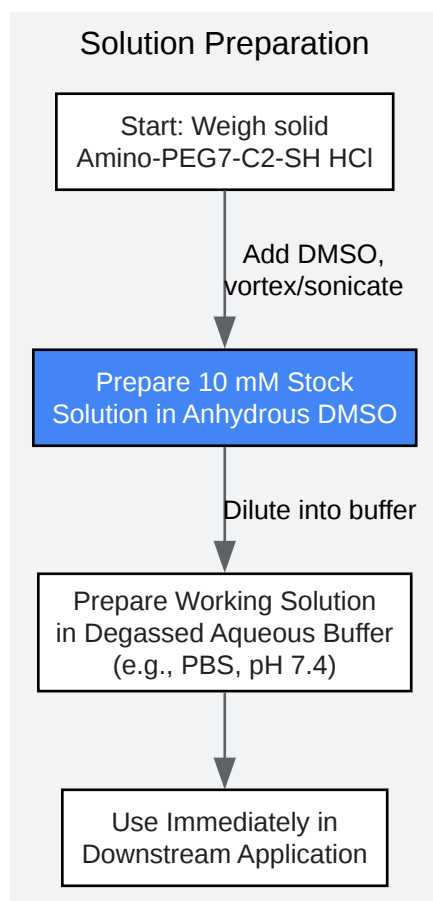 Solution Preparation
Start: Weigh solid
Amino-PEG7-C2-SH HCl
Add DMSO,
vortex/sonicate
Prepare 10 mM Stock
Solution in Anhydrous DMSO
Dilute into buffer
Prepare Working Solution
in Degassed Aqueous Buffer
(e.g., PBS, pH 7.4)
Use Immediately in
Downstream Application